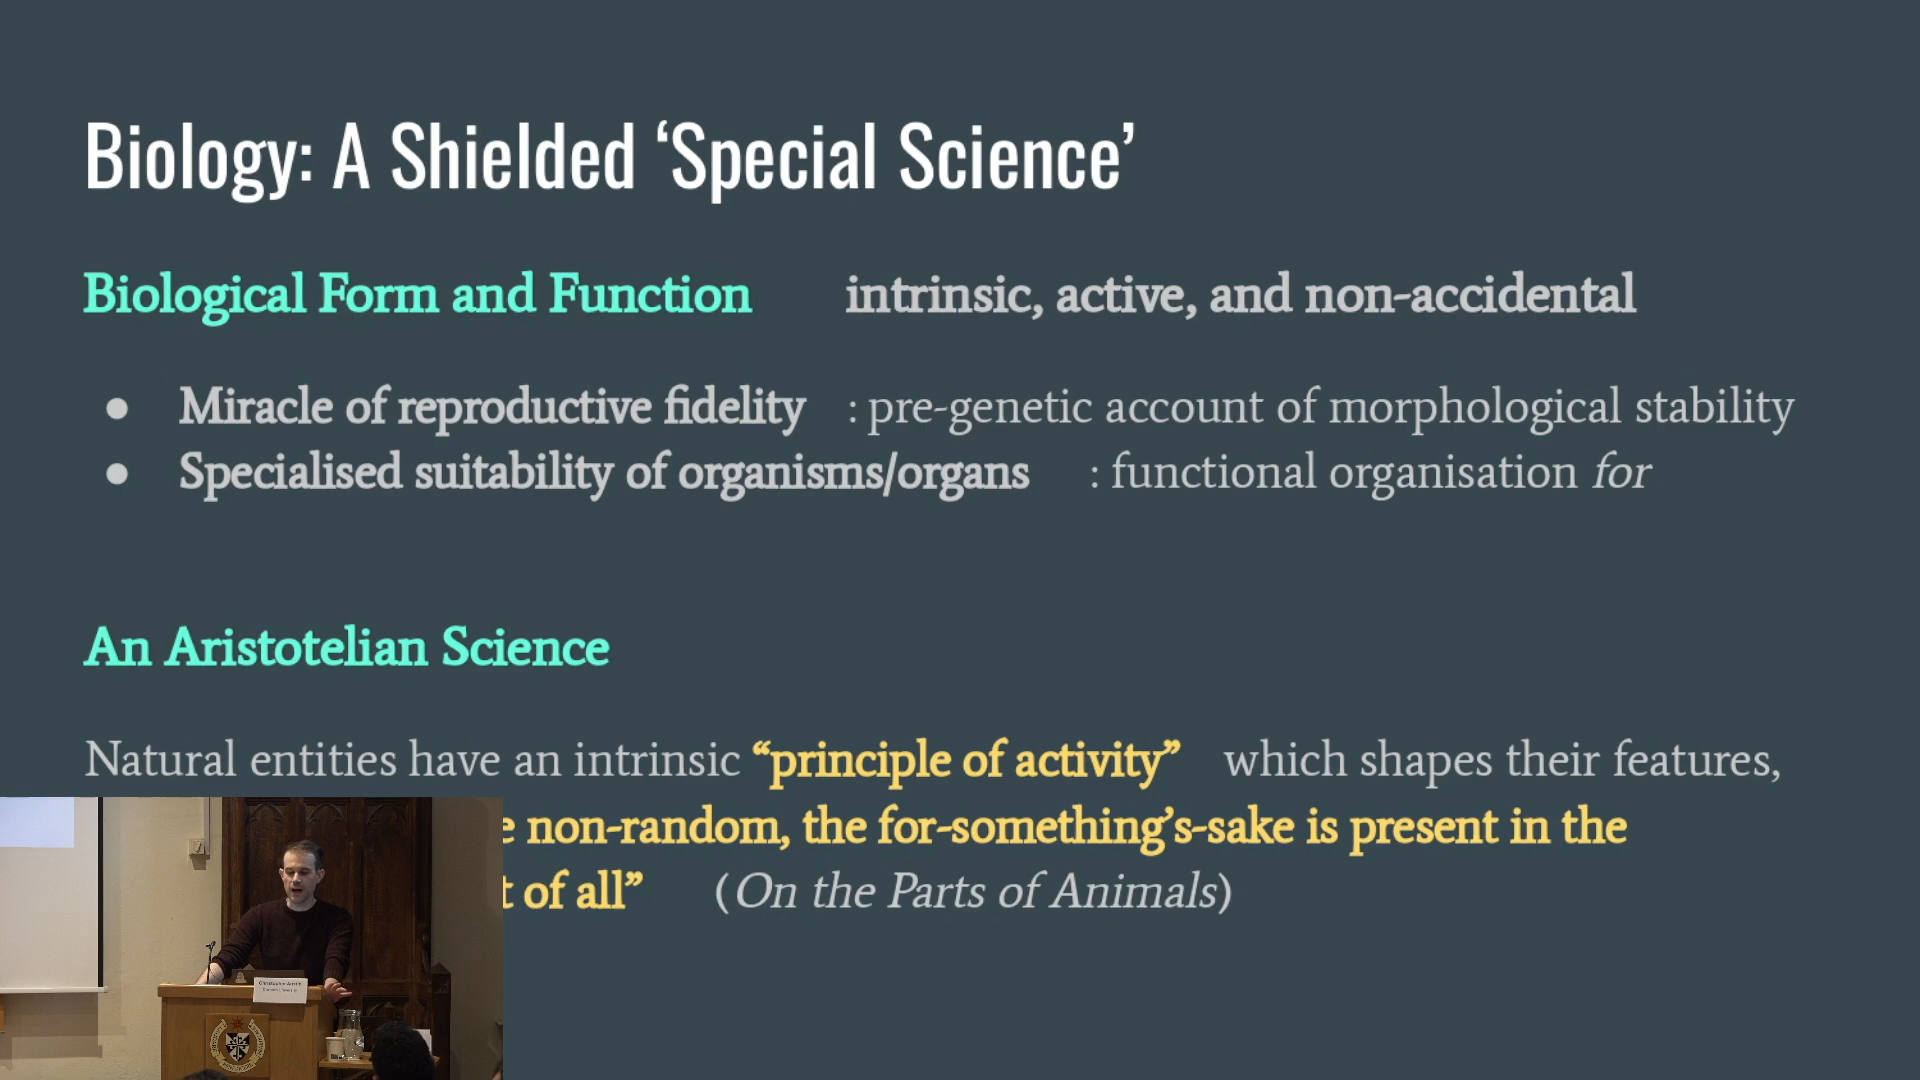 Biology: A Shielded ‘Special Science’
Biological Form and Function intrinsic, active, and non-accidental
● Miracle of reproductive fidelity : pre-genetic account of morphological stability
● Specialised suitability of organisms/organs : functional organisation for
An Aristotelian Science
Natural entities have an intrinsic “principle of activity” which shapes their features,
non-random, the for-something’s-sake is present in the
of all” (On the Parts of Animals)
Christopher Austin